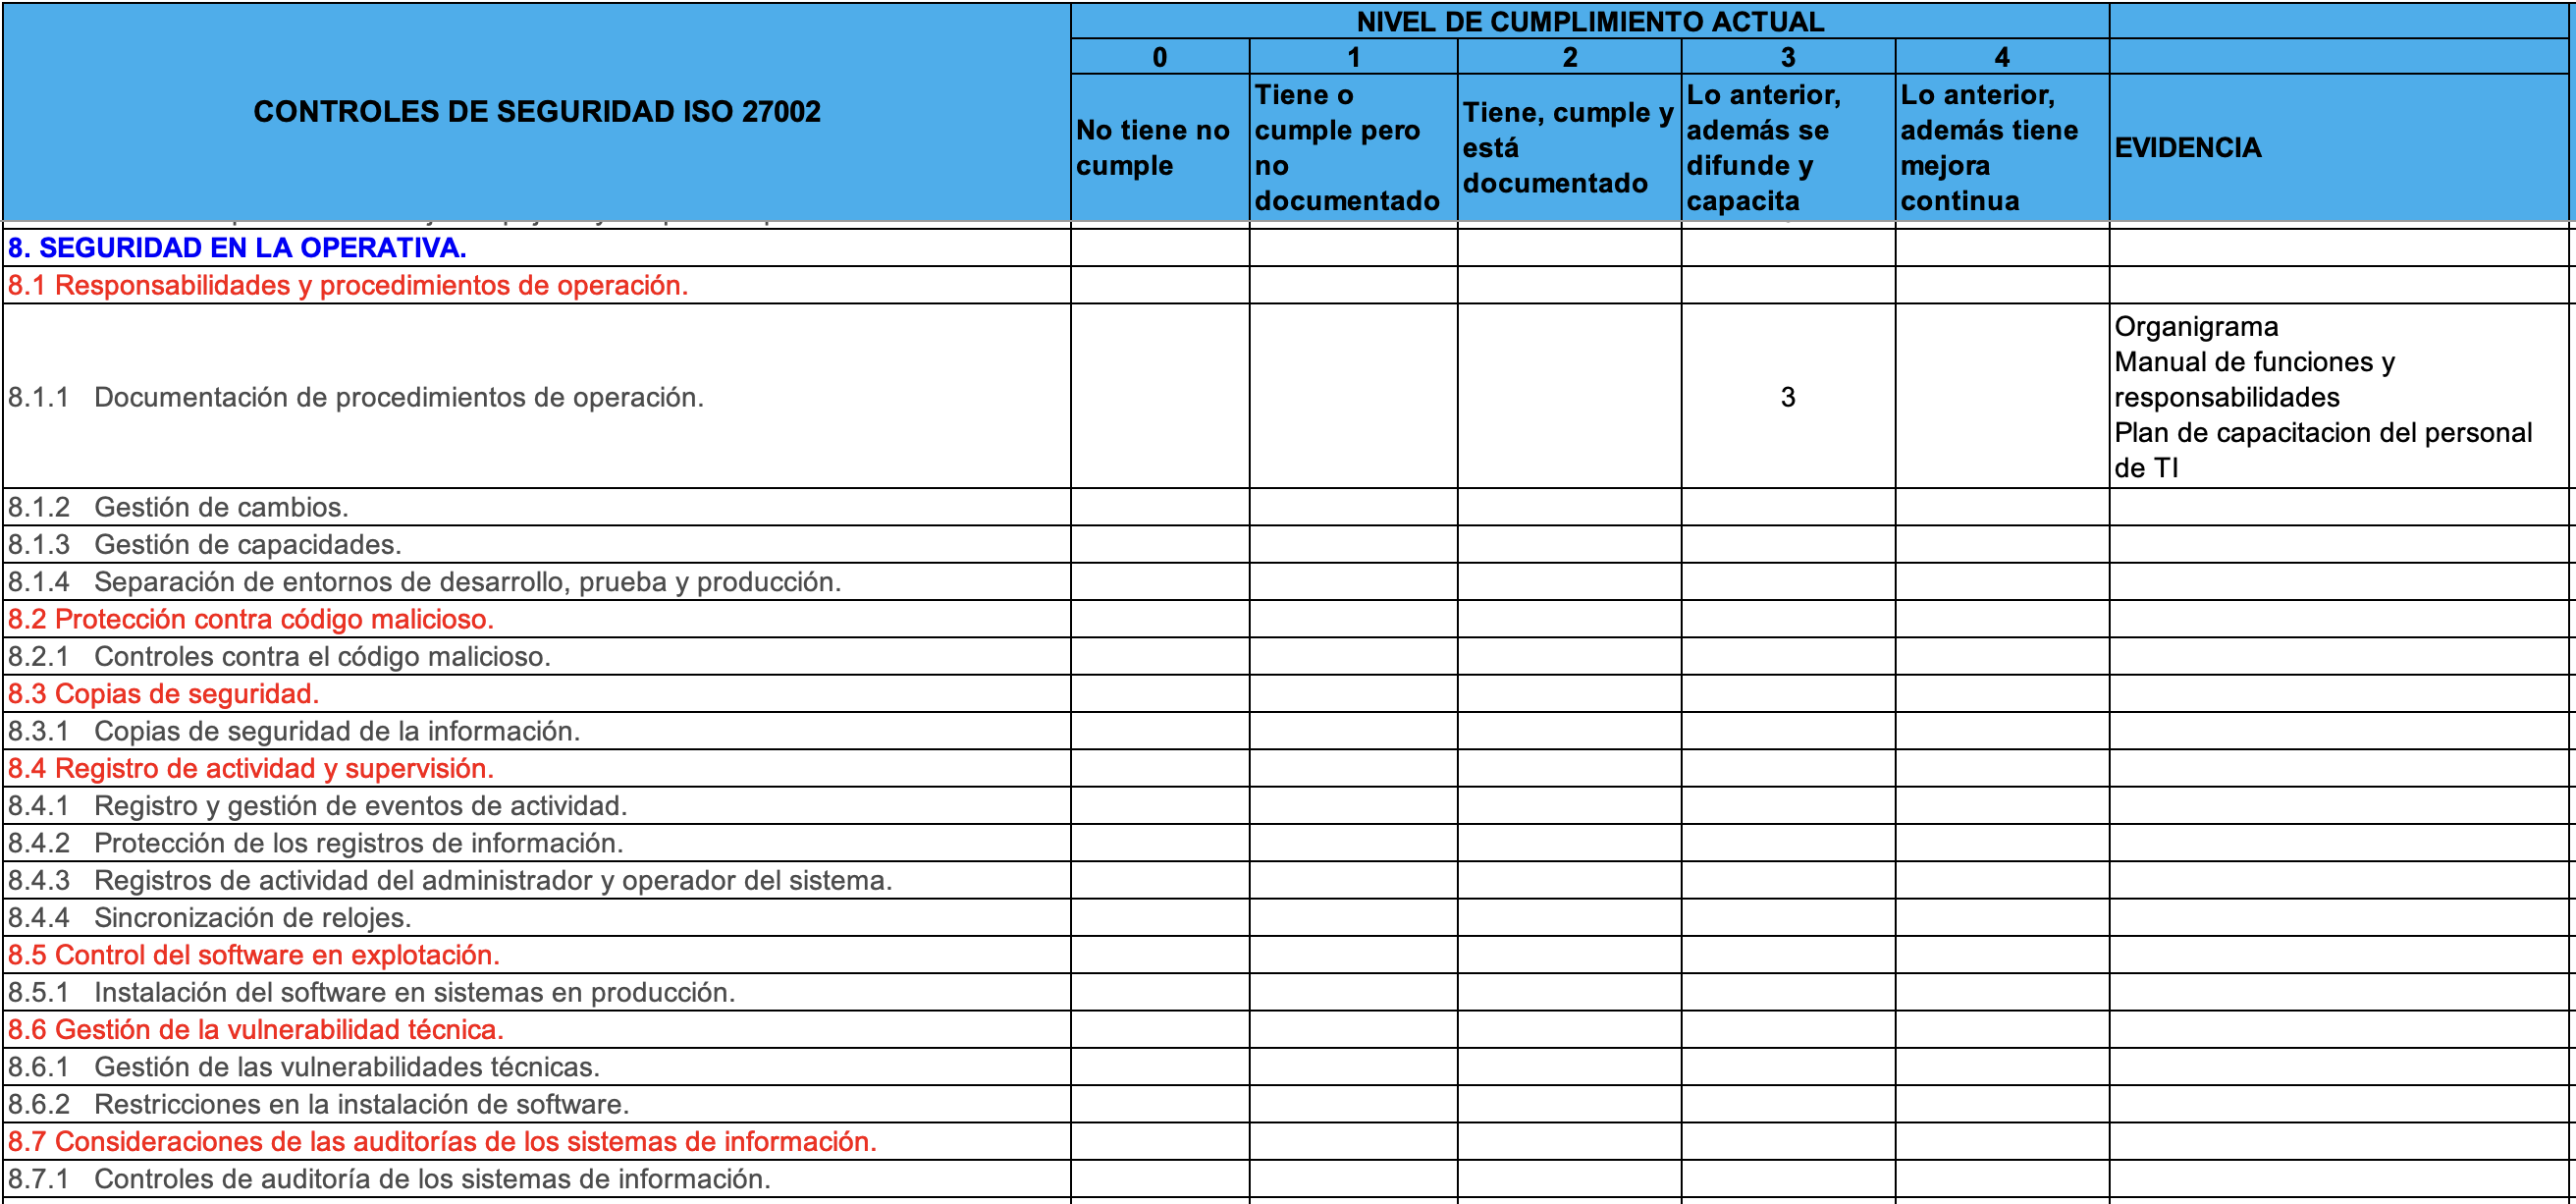 NIVEL DE CUMPLIMIENTO ACTUAL
0 1 2 3 4
CONTROLES DE SEGURIDAD ISO 27002
No tiene no
cumple
Tiene o
cumple pero
no
documentado
Tiene, cumple y
está
documentado
Lo anterior,
además se
difunde y
capacita
Lo anterior,
además tiene
mejora
continua
EVIDENCIA
8. SEGURIDAD EN LA OPERATIVA.
8.1 Responsabilidades y procedimientos de operación.
8.1.1 Documentación de procedimientos de operación.
3
Organigrama
Manual de funciones y
responsabilidades
Plan de capacitacion del personal
de TI
8.1.2 Gestión de cambios.
8.1.3 Gestión de capacidades.
8.1.4 Separación de entornos de desarrollo, prueba y producción.
8.2 Protección contra código malicioso.
8.2.1 Controles contra el código malicioso.
8.3 Copias de seguridad.
8.3.1 Copias de seguridad de la información.
8.4 Registro de actividad y supervisión.
8.4.1 Registro y gestión de eventos de actividad.
8.4.2 Protección de los registros de información.
8.4.3 Registros de actividad del administrador y operador del sistema.
8.4.4 Sincronización de relojes.
8.5 Control del software en explotación.
8.5.1 Instalación del software en sistemas en producción.
8.6 Gestión de la vulnerabilidad técnica.
8.6.1 Gestión de las vulnerabilidades técnicas.
8.6.2 Restricciones en la instalación de software.
8.7 Consideraciones de las auditorías de los sistemas de información.
8.7.1 Controles de auditoría de los sistemas de información.